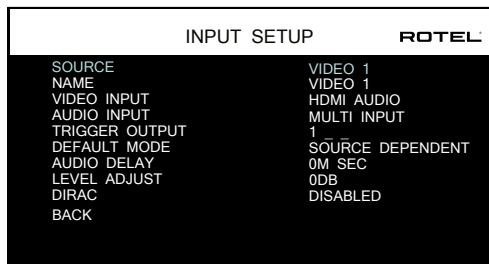 INPUT SETUP ROTEL
SOURCE VIDEO 1
NAME VIDEO 1
VIDEO INPUT HDMI AUDIO
AUDIO INPUT MULTI INPUT
TRIGGER OUTPUT 1 _ _
DEFAULT MODE SOURCE DEPENDENT
AUDIO DELAY 0M SEC
LEVEL ADJUST 0DB
DIRAC DISABLED
BACK